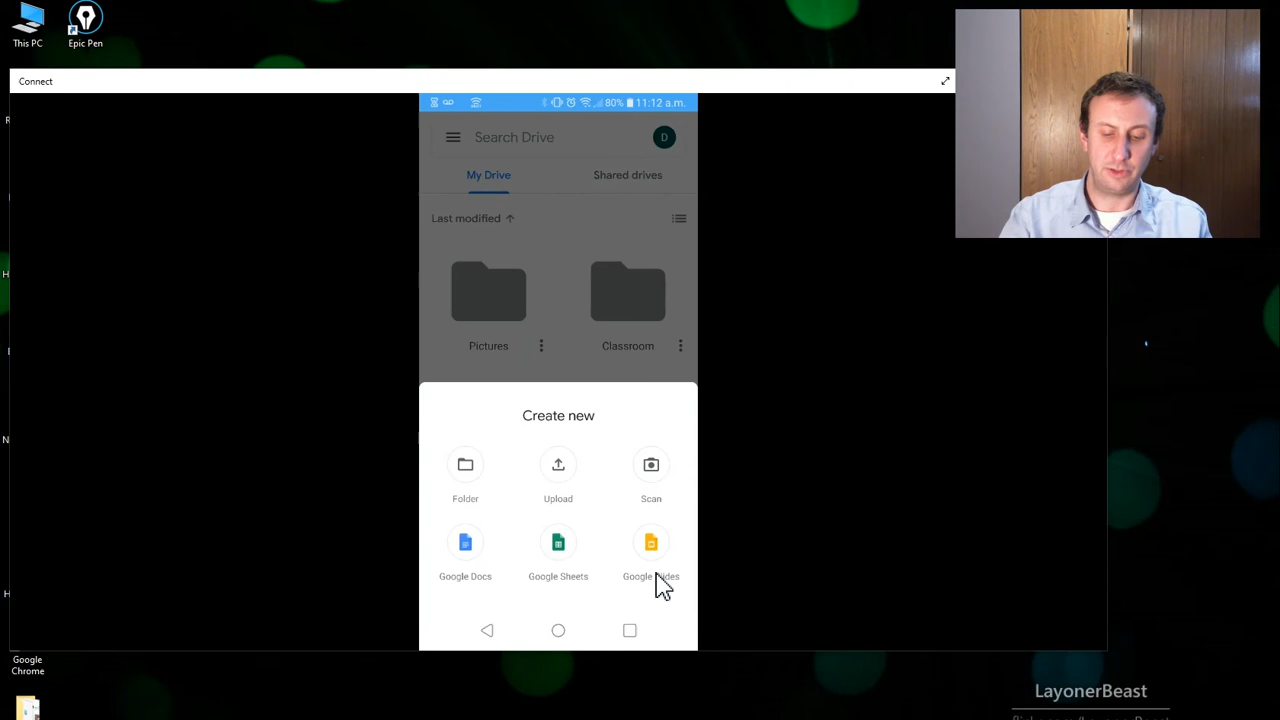 This PC
Epic Pen
Connect
80% 11:12 a.m.
Search Drive
D
My Drive
Shared drives
Last modified
Pictures
Classroom
Create new
Folder
Upload
Scan
Google Docs
Google Sheets
Google Slides
Google
Chrome
LayonerBeast